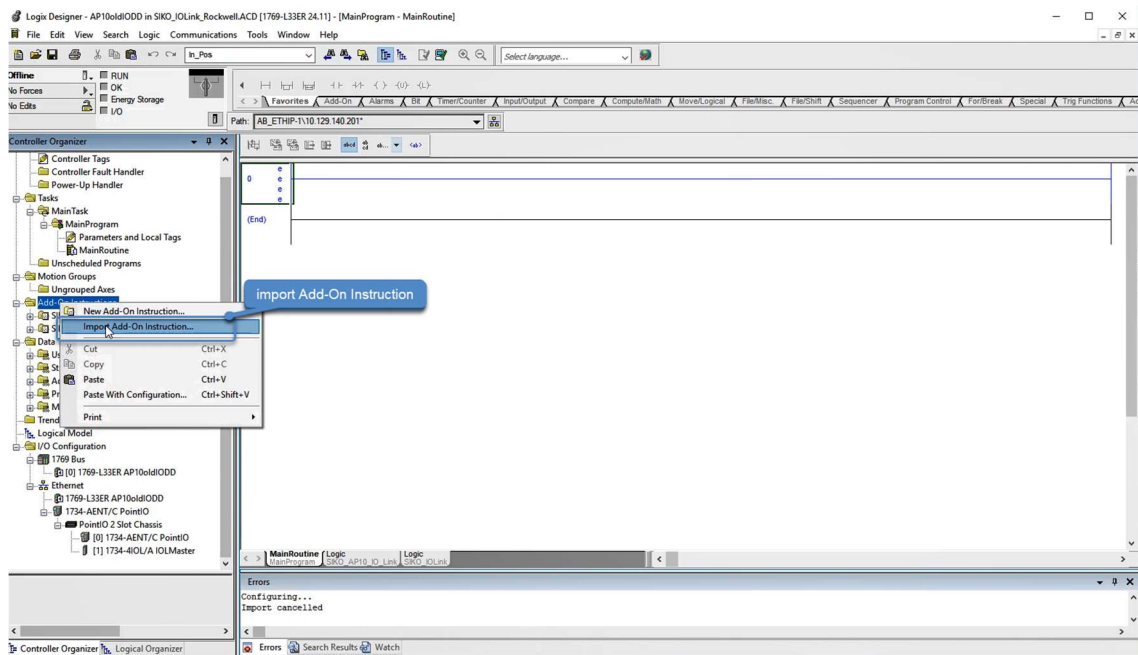 Logix Designer - AP10oldIODD in SIKO_IOLink_Rockwell.ACD [1769-L33ER 24.11] - [MainProgram - MainRoutine]
File Edit View Search Logic Communications Tools Window Help
In_Pos
Select language...
Offline
RUN
No Forces
OK
Energy Storage
No Edits
I/O
Favorites Add-On Alarms Bit Timer/Counter Input/Output Compare Compute/Math Move/Logical File/Misc. File/Shift Sequencer Program Control For/Break Special Trig Functions
Path: AB_ETHIP-1\10.129.140.201*
Controller Organizer
Controller Tags
Controller Fault Handler
Power-Up Handler
Tasks
MainTask
MainProgram
Parameters and Local Tags
MainRoutine
Unscheduled Programs
Motion Groups
Ungrouped Axes
Add-On Instructions
Data
Trend
Logical Model
I/O Configuration
1769 Bus
[0] 1769-L33ER AP10oldIODD
Ethernet
1769-L33ER AP10oldIODD
1734-AENT/C PointIO
PointIO 2 Slot Chassis
[0] 1734-AENT/C PointIO
[1] 1734-4IOL/A IOLMaster
New Add-On Instruction...
Import Add-On Instruction...
Cut Ctrl+X
Copy Ctrl+C
Paste Ctrl+V
Paste With Configuration... Ctrl+Shift+V
Print
import Add-On Instruction
0
e
e
e
e
(End)
MainRoutine
MainProgram
Logic
SIKO_AP10_IO_Link
Logic
SIKO_IOLink
Errors
Configuring...
Import cancelled
Controller Organizer Logical Organizer
Errors Search Results Watch